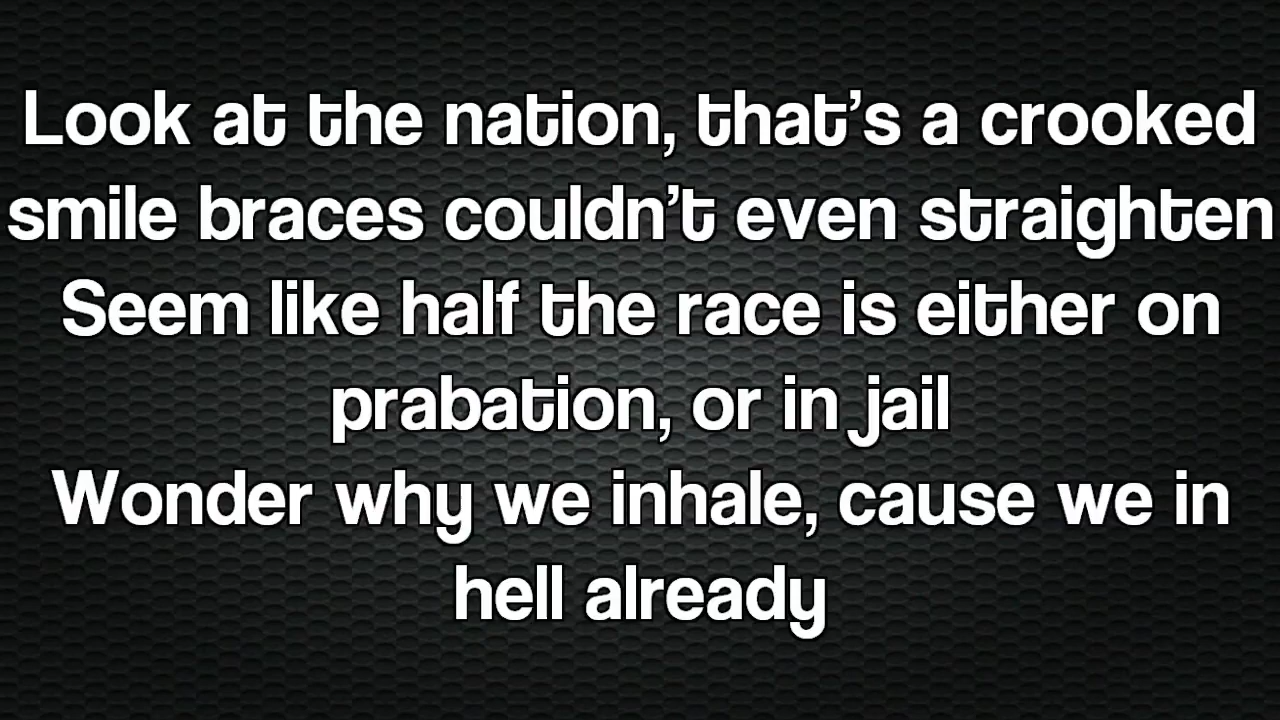 Look at the nation, that's a crooked
smile braces couldn't even straighten
Seem like half the race is either on
prabation, or in jail
Wonder why we inhale, cause we in
hell already